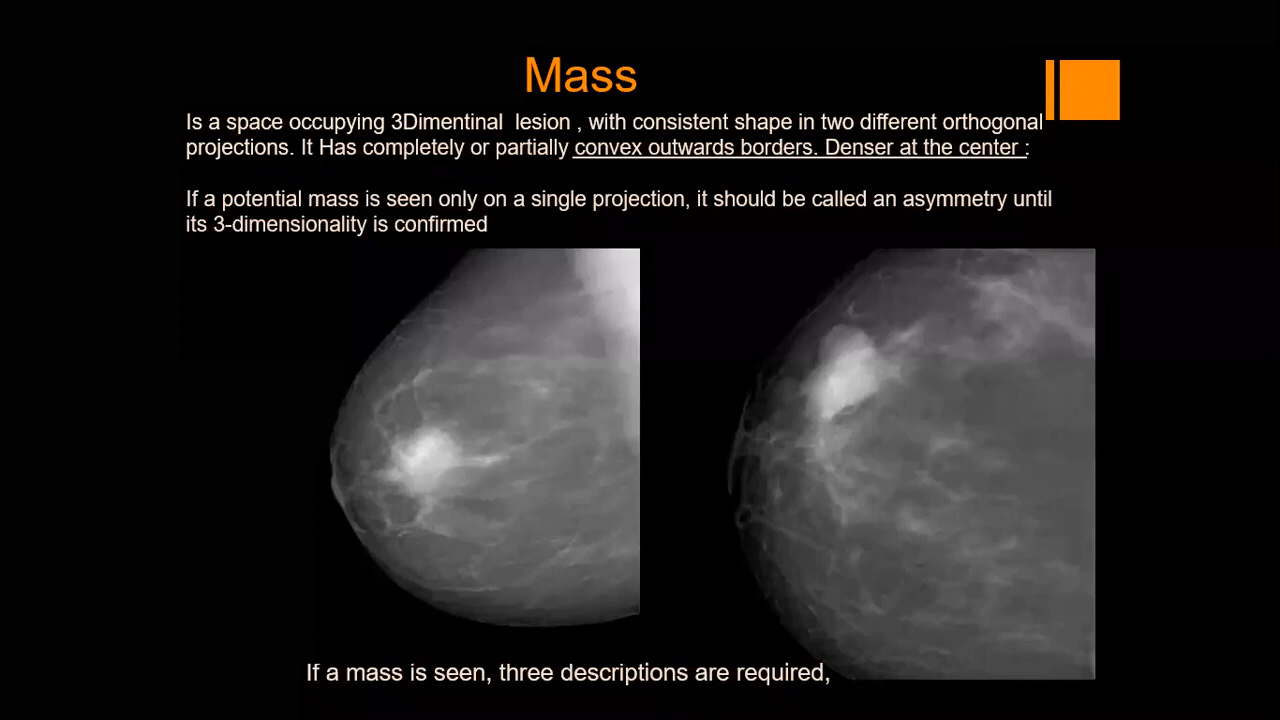 Mass
Is a space occupying 3Dimentinal  lesion , with consistent shape in two different orthogonal
projections. It Has completely or partially convex outwards borders. Denser at the center :
If a potential mass is seen only on a single projection, it should be called an asymmetry until
its 3-dimensionality is confirmed
If a mass is seen, three descriptions are required,